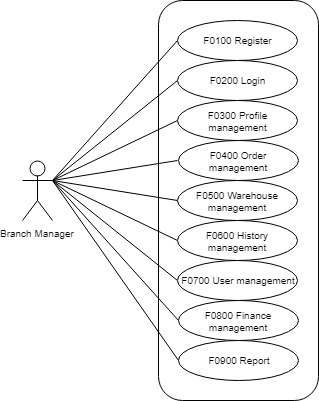 F0100 Register
F0200 Login
F0300 Profile
management
F0400 Order
management
F0500 Warehouse
management
Branch Manager
F0600 History
management
F0700 User management
F0800 Finance
management
F0900 Report